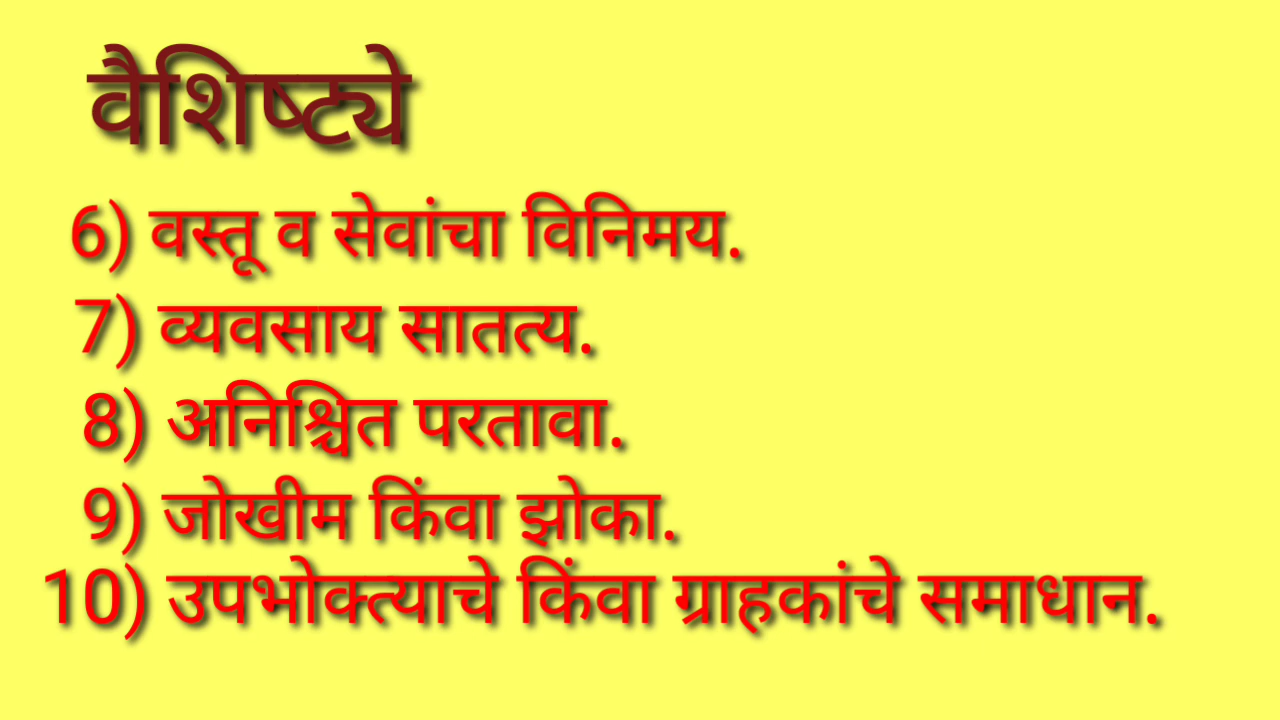 वैशिष्ट्ये
6) वस्तू व सेवांचा विनिमय.
7) व्यवसाय सातत्य.
8) अनिश्चित परतावा.
9) जोखीम किंवा झोका.
10) उपभोक्त्याचे किंवा ग्राहकांचे समाधान.